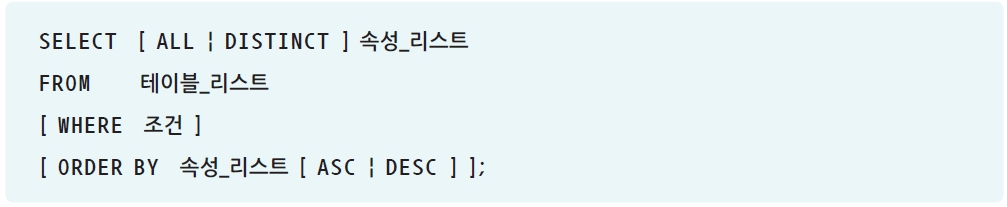 SELECT [ ALL ¦ DISTINCT ] 속성_리스트
FROM 테이블_리스트
[ WHERE 조건 ]
[ ORDER BY 속성_리스트 [ ASC ¦ DESC ] ];